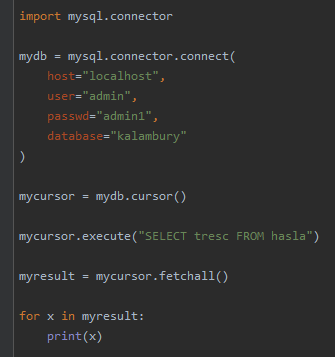 import mysql.connector
mydb = mysql.connector.connect(
    host="localhost",
    user="admin",
    passwd="admin1",
    database="kalambury"
)
mycursor = mydb.cursor()
mycursor.execute("SELECT tresc FROM hasla")
myresult = mycursor.fetchall()
for x in myresult:
    print(x)